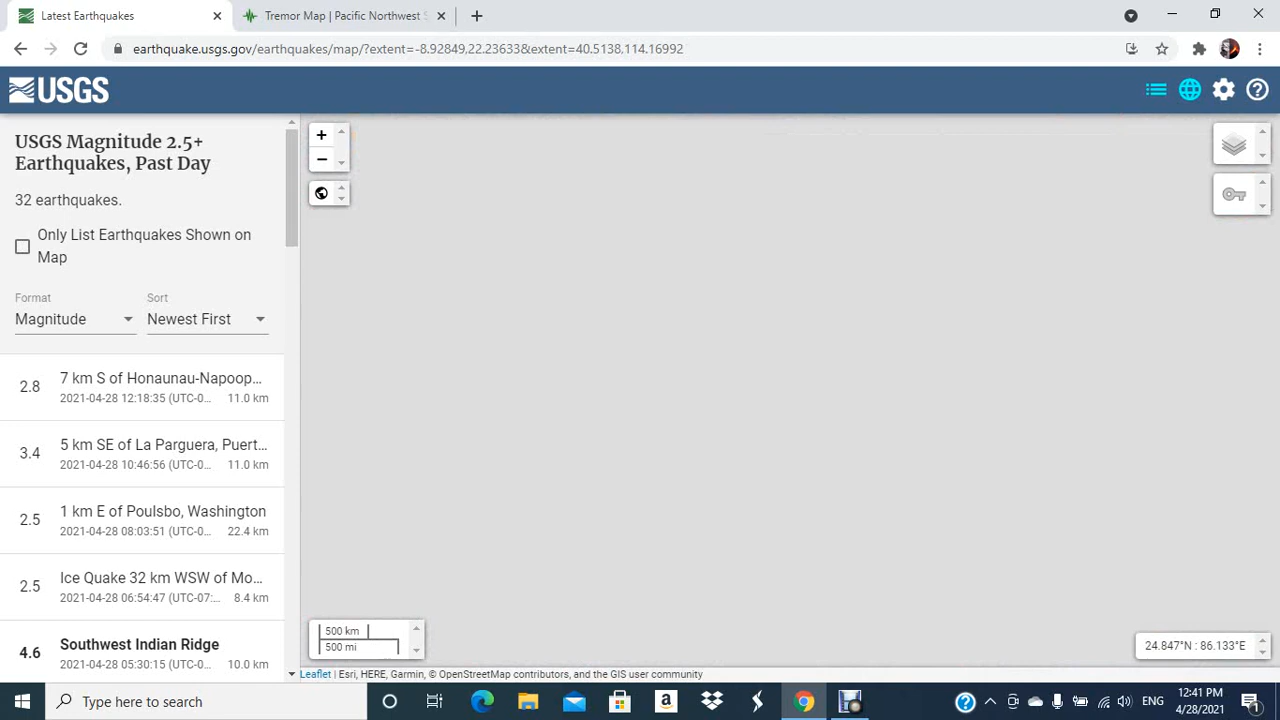 Latest Earthquakes
Tremor Map | Pacific Northwest S
earthquake.usgs.gov/earthquakes/map/?extent=-8.92849,22.23633&extent=40.5138,114.16992
USGS
USGS Magnitude 2.5+
Earthquakes, Past Day
32 earthquakes.
Only List Earthquakes Shown on
Map
Format
Sort
Magnitude
Newest First
2.8
7 km S of Honaunau-Napoop...
2021-04-28 12:18:35 (UTC-0... 11.0 km
3.4
5 km SE of La Parguera, Puert...
2021-04-28 10:46:56 (UTC-0... 11.0 km
2.5
1 km E of Poulsbo, Washington
2021-04-28 08:03:51 (UTC-0... 22.4 km
2.5
Ice Quake 32 km WSW of Mo...
2021-04-28 06:54:47 (UTC-07:... 8.4 km
4.6
Southwest Indian Ridge
2021-04-28 05:30:15 (UTC-0... 10.0 km
+
−
500 km
500 mi
24.847°N : 86.133°E
Leaflet | Esri, HERE, Garmin, © OpenStreetMap contributors, and the GIS user community
Type here to search
ENG
12:41 PM
4/28/2021
1